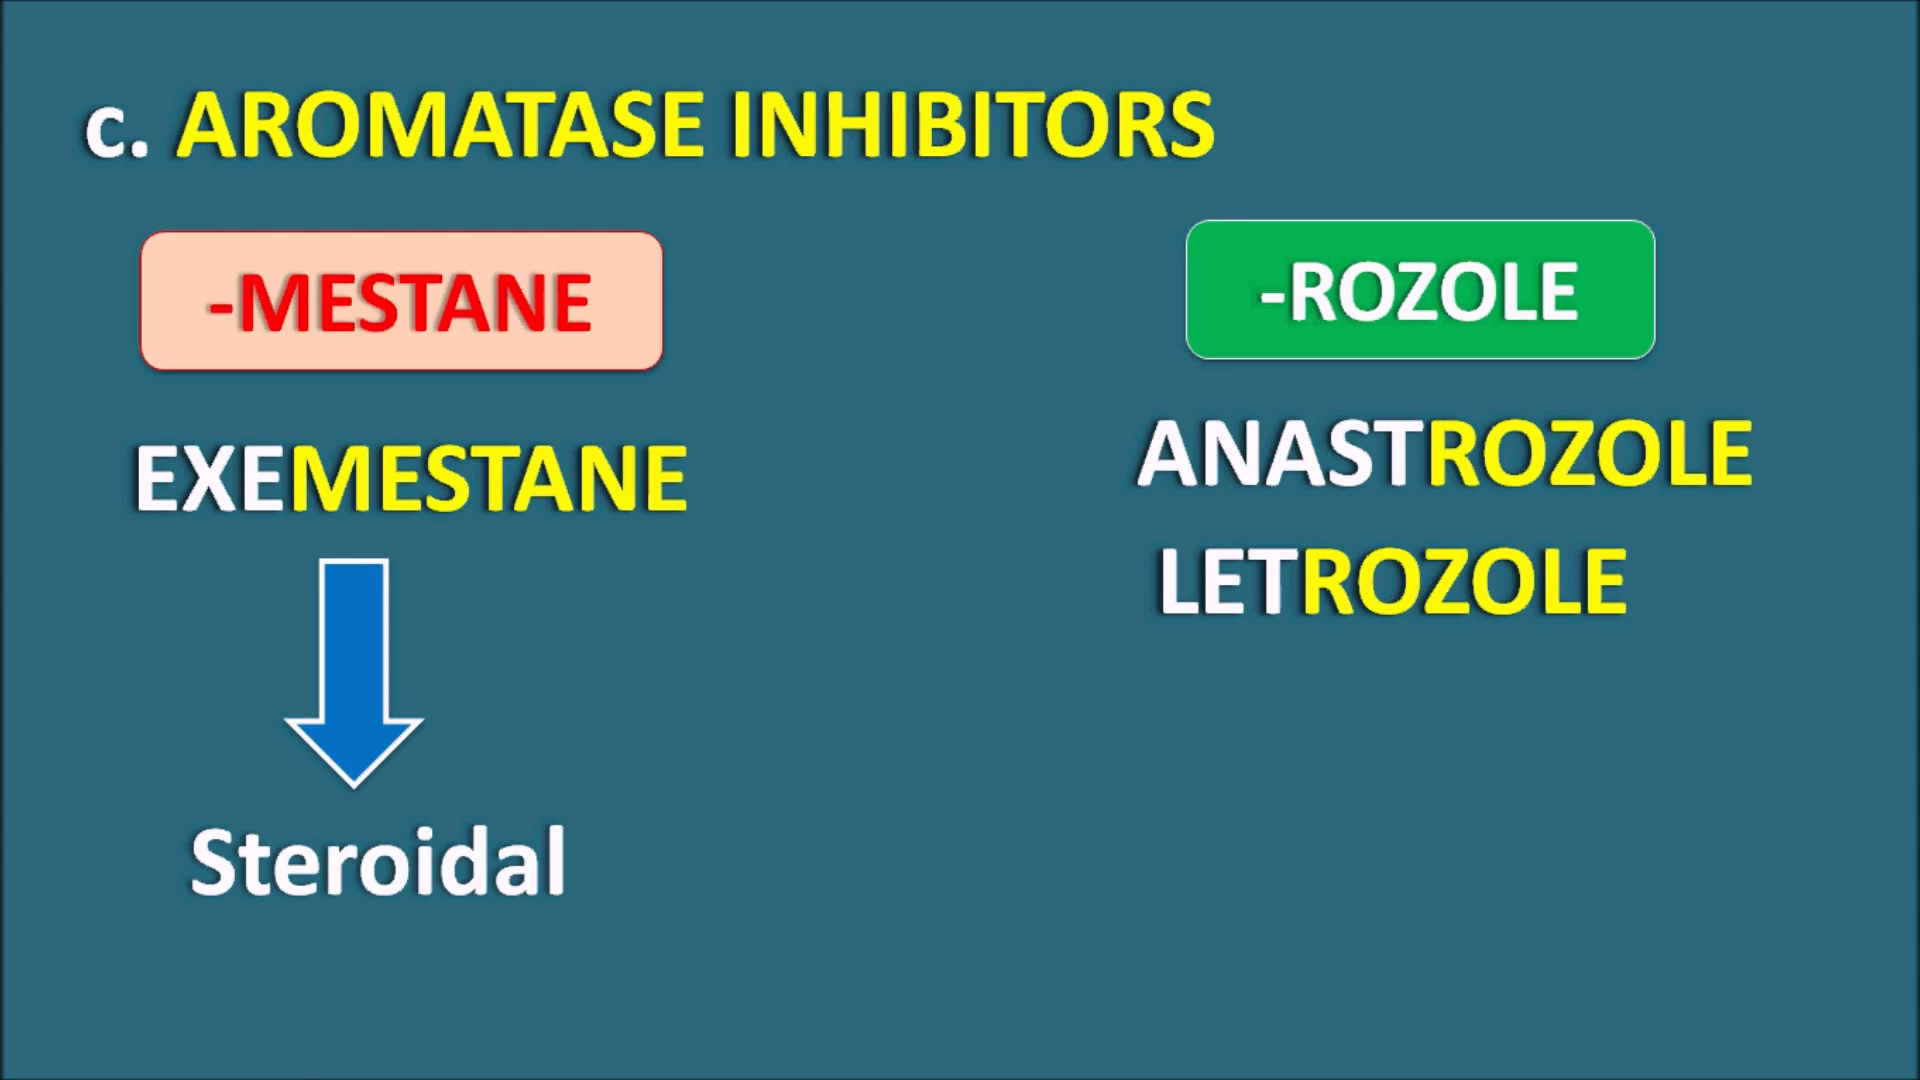 c. AROMATASE INHIBITORS
-MESTANE
EXEMESTANE
Steroidal
-ROZOLE
ANASTROZOLE
LETROZOLE